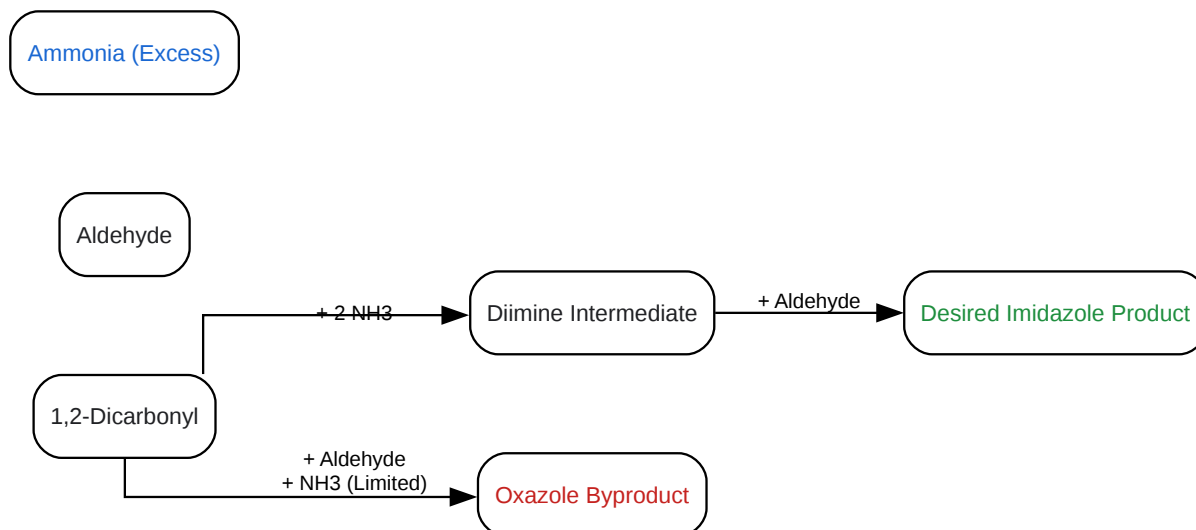 Ammonia (Excess)
Aldehyde
+ 2 NH3
Diimine Intermediate
+ Aldehyde
Desired Imidazole Product
1,2-Dicarbonyl
+ Aldehyde
+ NH3 (Limited)
Oxazole Byproduct